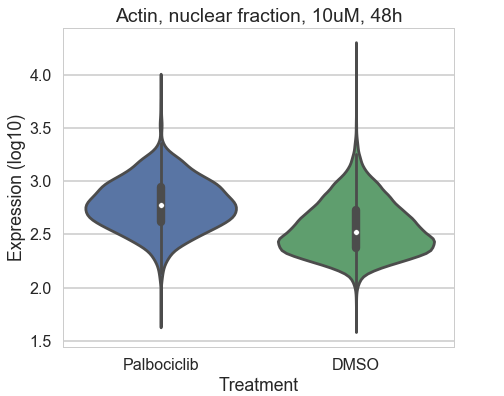 Actin, nuclear fraction, 10uM, 48h
Expression (log10)
4.0
3.5
3.0
2.5
2.0
1.5
Palbociclib
DMSO
Treatment